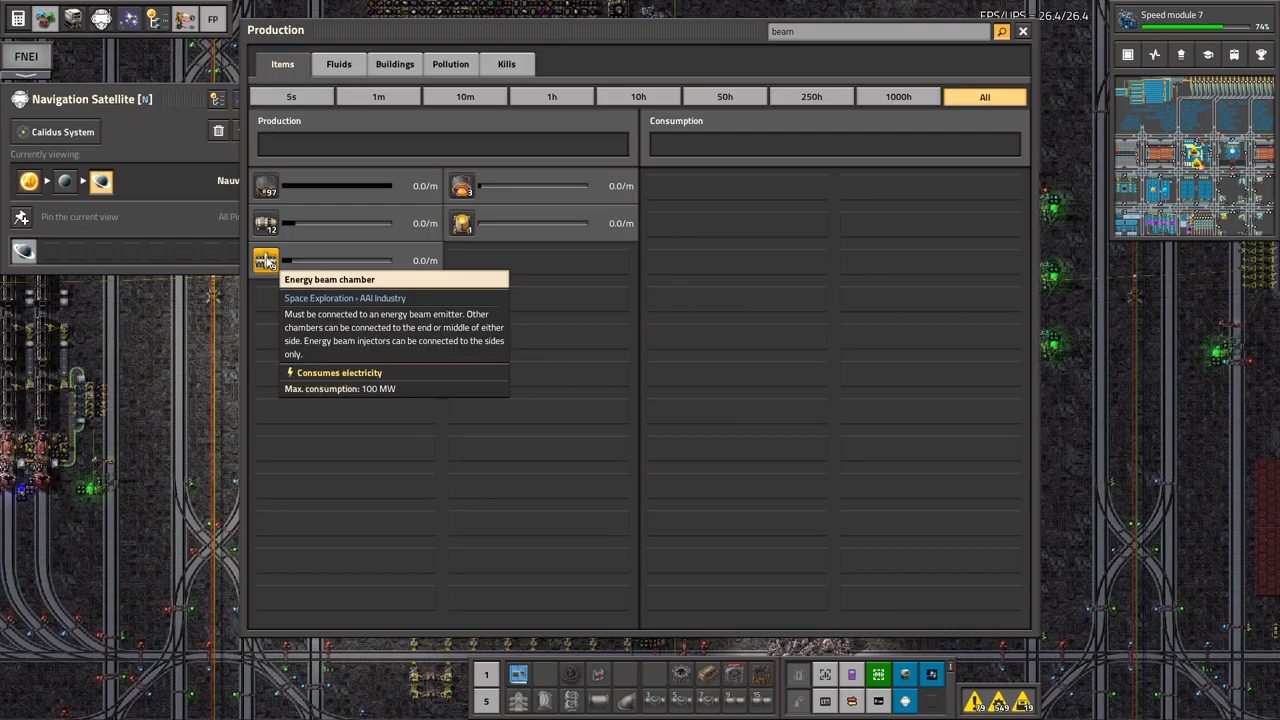 Production
beam
FPS/UPS = 26.4/26.4
Speed module 7
74%
FP
FNEI
Items
Fluids
Buildings
Pollution
Kills
5s
1m
10m
1h
10h
50h
250h
1000h
All
Navigation Satellite [N]
Calidus System
Currently viewing:
Nauv
Pin the current view
All Pi
Production
Consumption
97
0.0/m
3
0.0/m
12
0.0/m
1
0.0/m
0.0/m
Energy beam chamber
Space Exploration › AAI Industry
Must be connected to an energy beam emitter. Other
chambers can be connected to the end or middle of either
side. Energy beam injectors can be connected to the sides
only.
Consumes electricity
Max. consumption: 100 MW
1
5
79
549
19